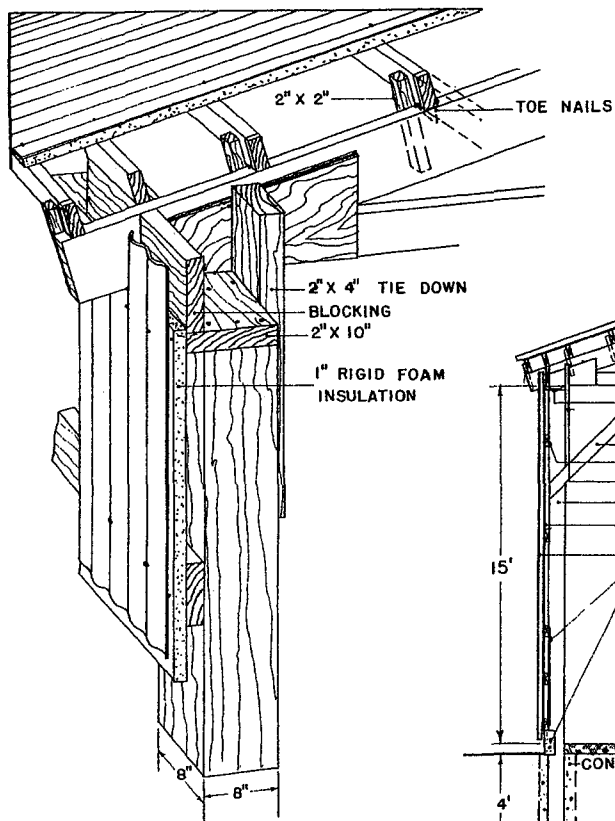 2" X 2"
TOE NAILS
2" X 4" TIE DOWN
BLOCKING
2" X 10"
1" RIGID FOAM
INSULATION
15'
CON
8"
8"
4'